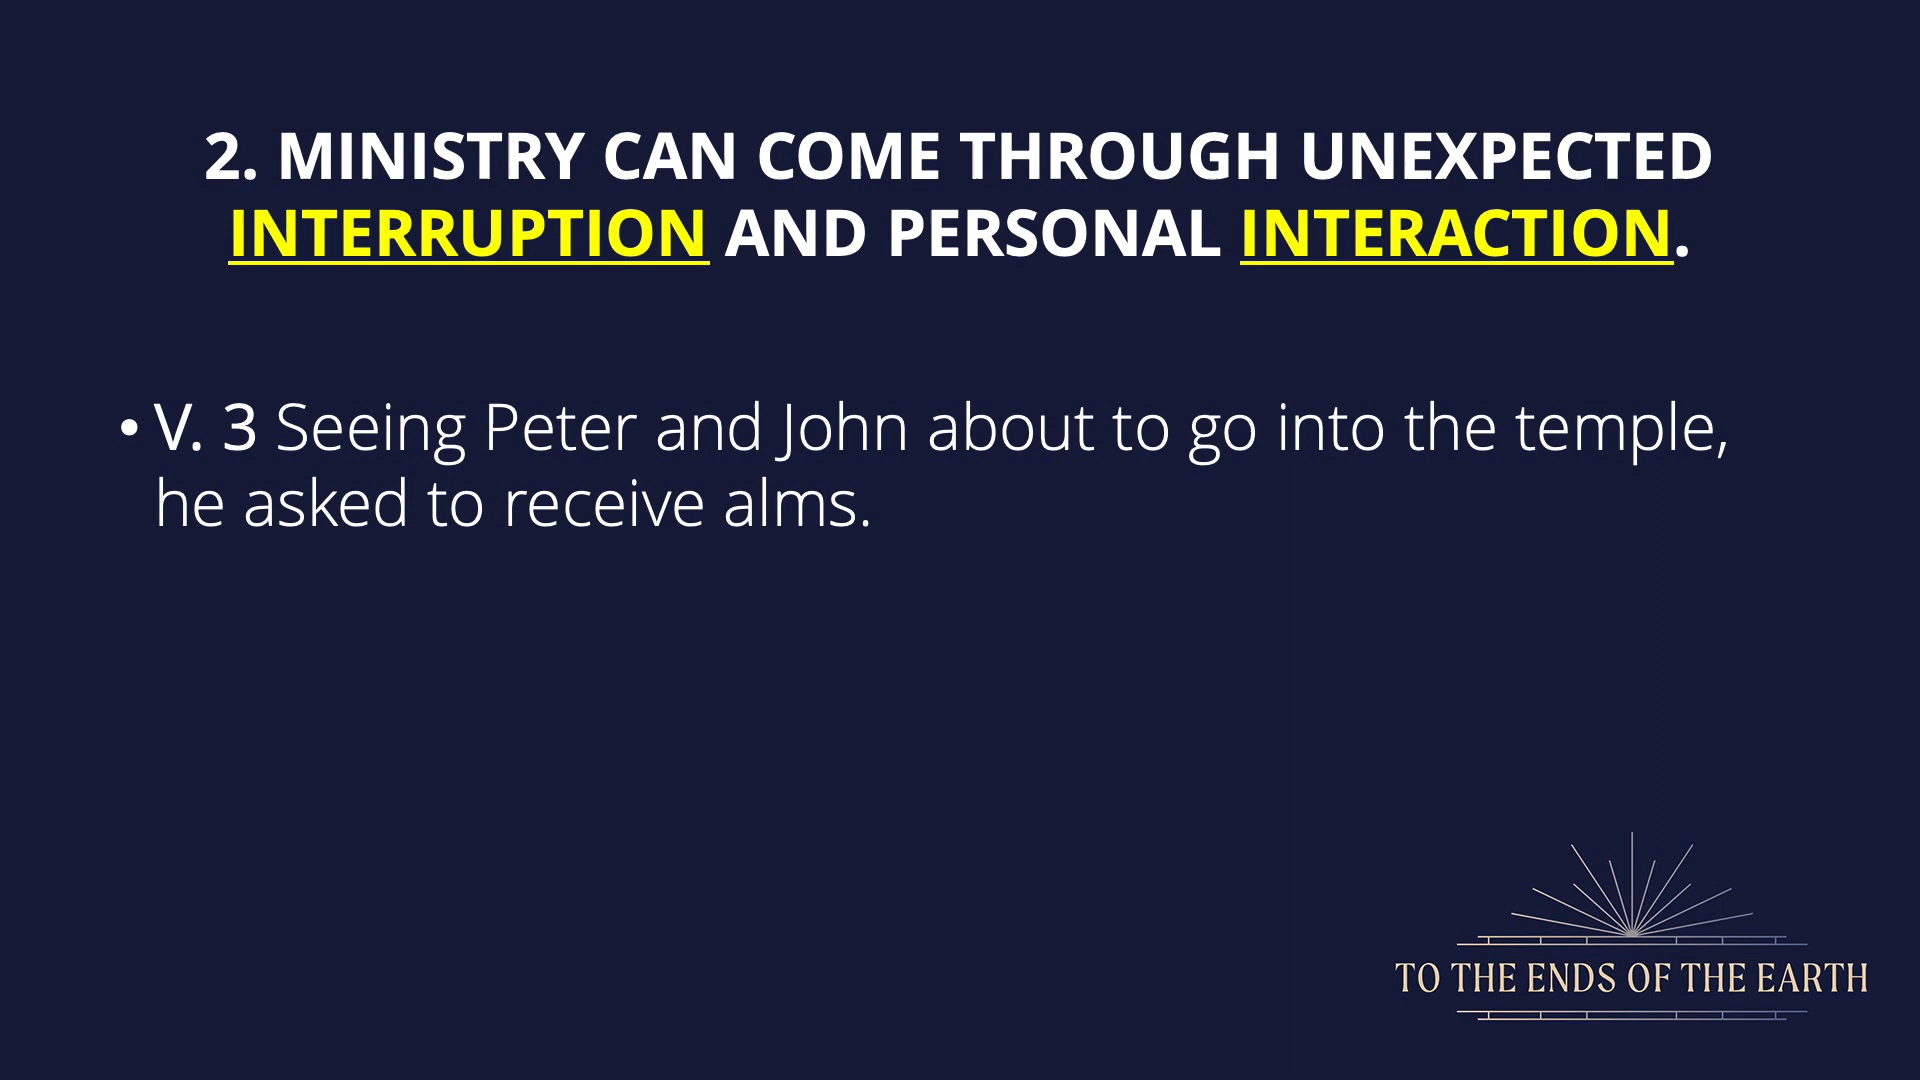 2. MINISTRY CAN COME THROUGH UNEXPECTED
INTERRUPTION AND PERSONAL INTERACTION.
• V. 3 Seeing Peter and John about to go into the temple,
he asked to receive alms.
TO THE ENDS OF THE EARTH